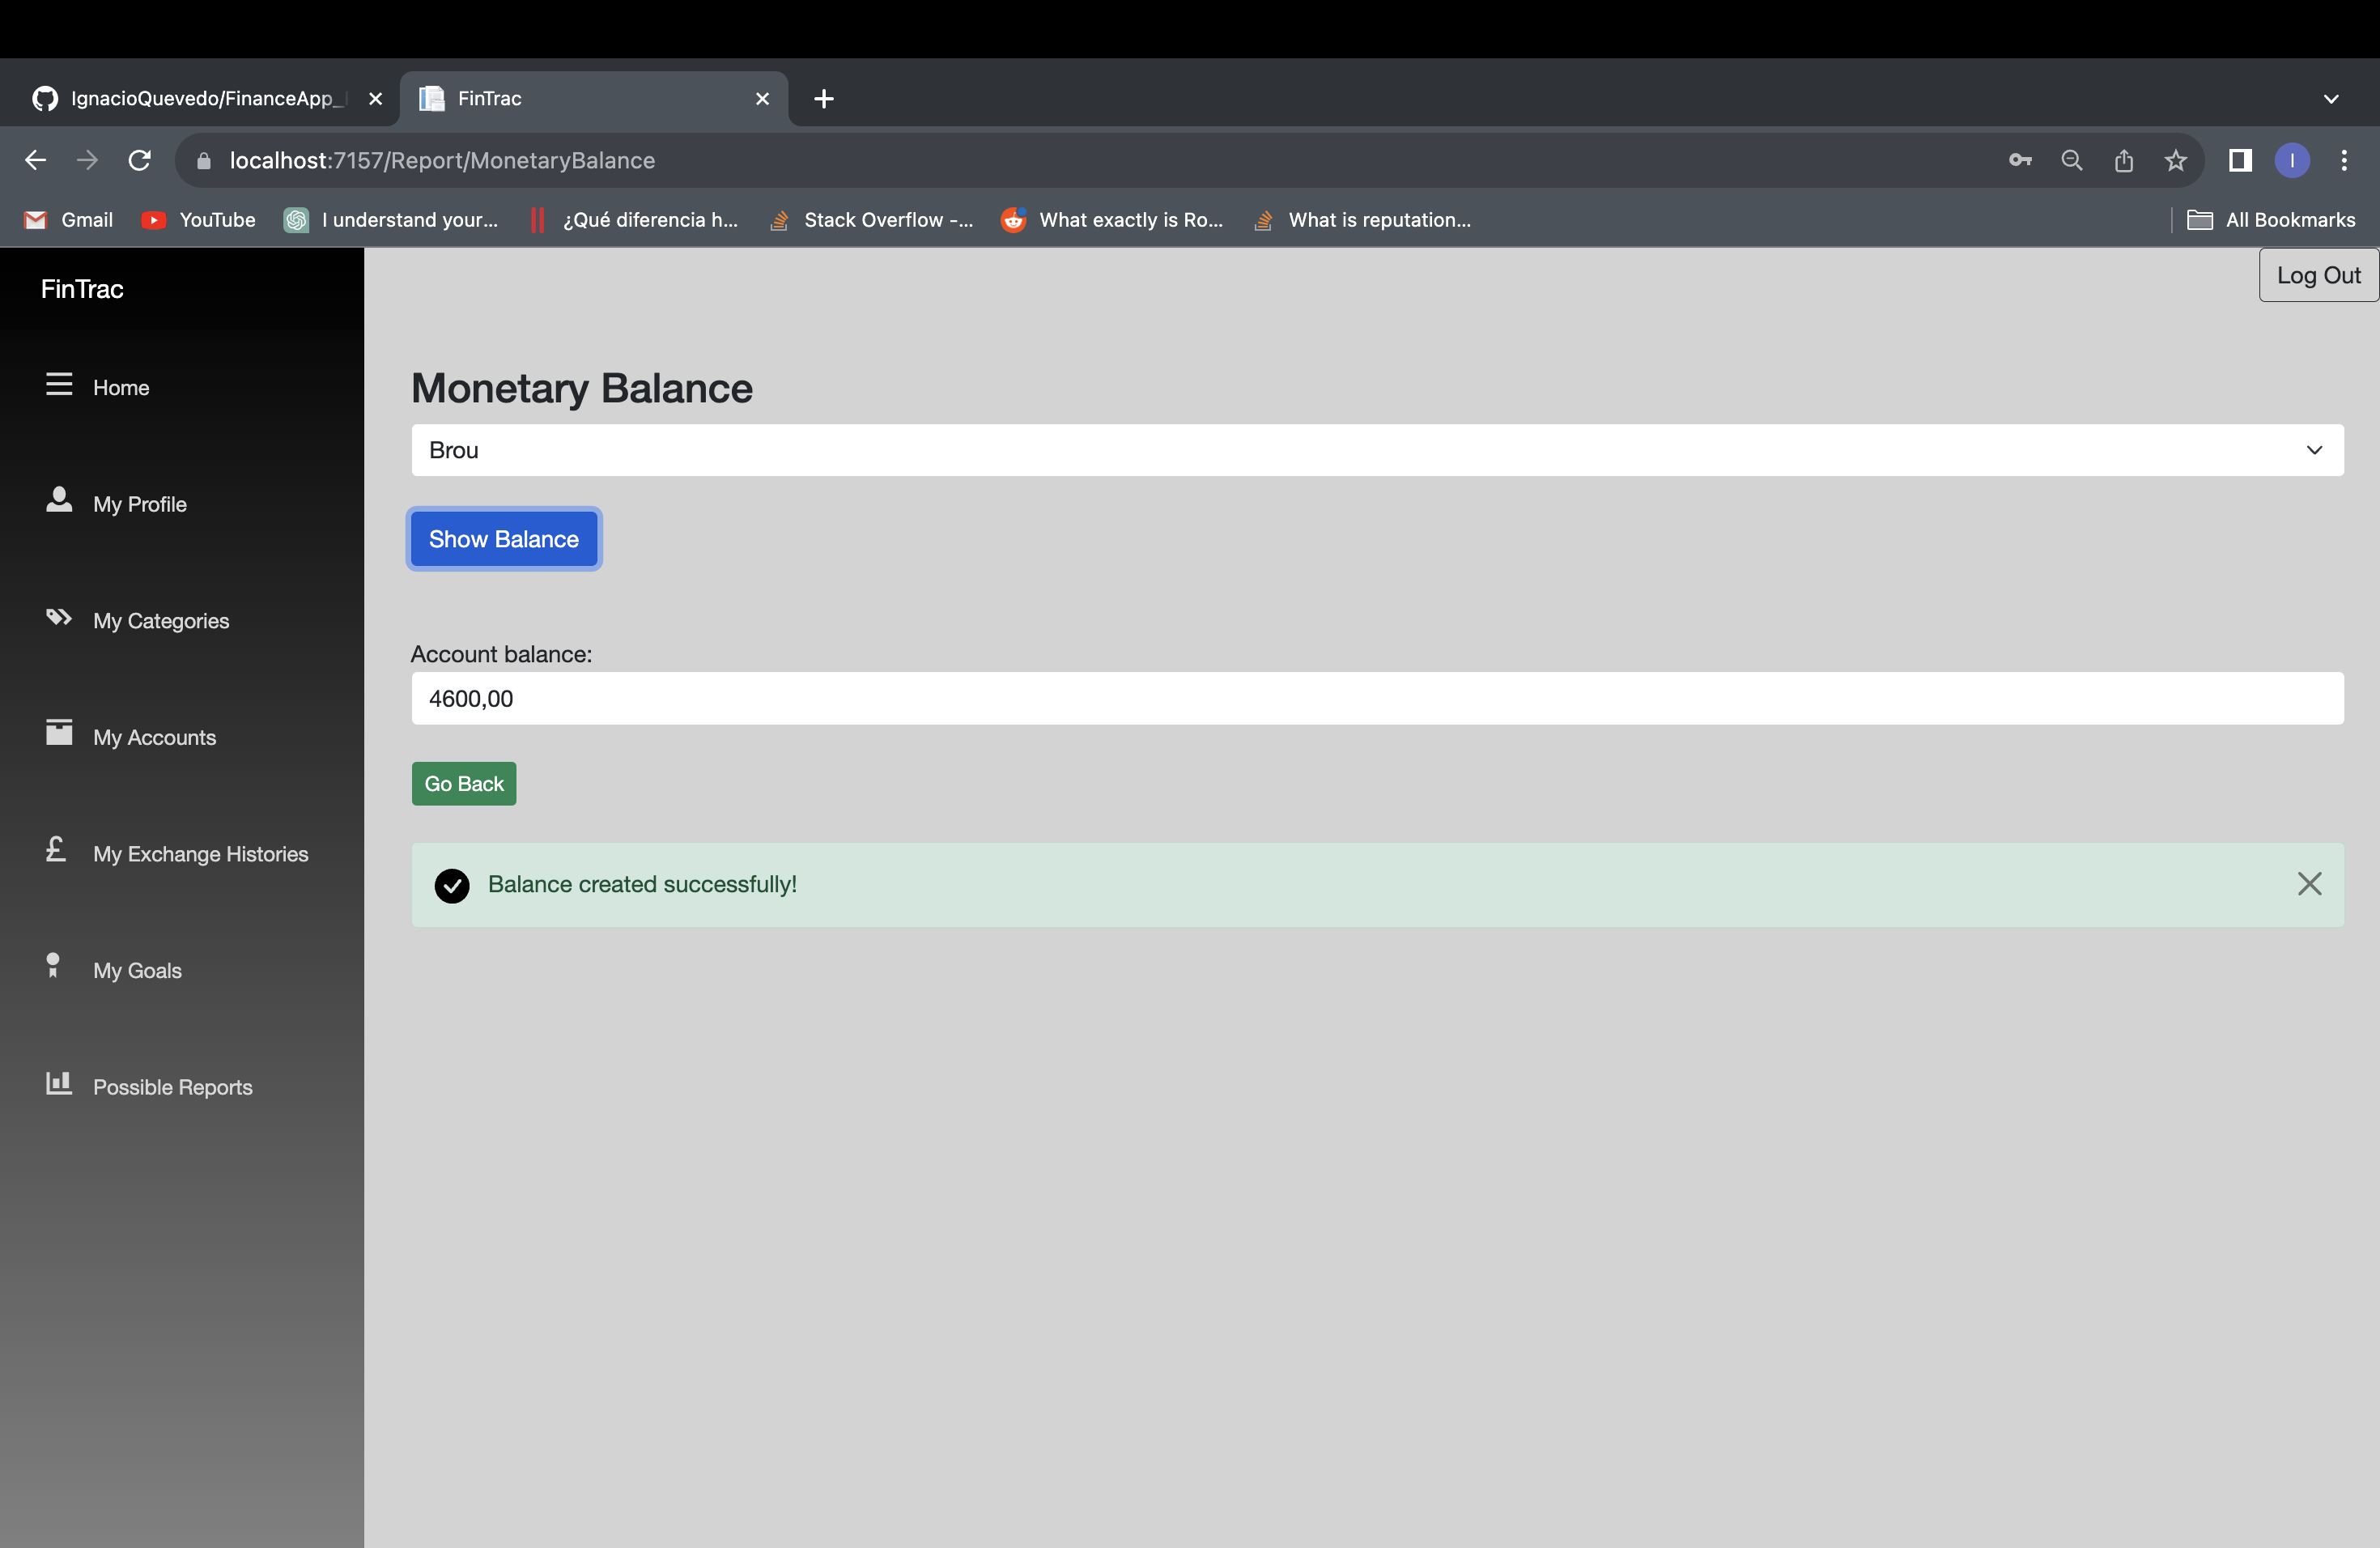 IgnacioQuevedo/FinanceApp_
FinTrac
localhost:7157/Report/MonetaryBalance
I
Gmail
YouTube
I understand your...
¿Qué diferencia h...
Stack Overflow -...
What exactly is Ro...
What is reputation...
All Bookmarks
FinTrac
Log Out
Home
My Profile
My Categories
My Accounts
My Exchange Histories
My Goals
Possible Reports
Monetary Balance
Brou
Show Balance
Account balance:
4600,00
Go Back
Balance created successfully!